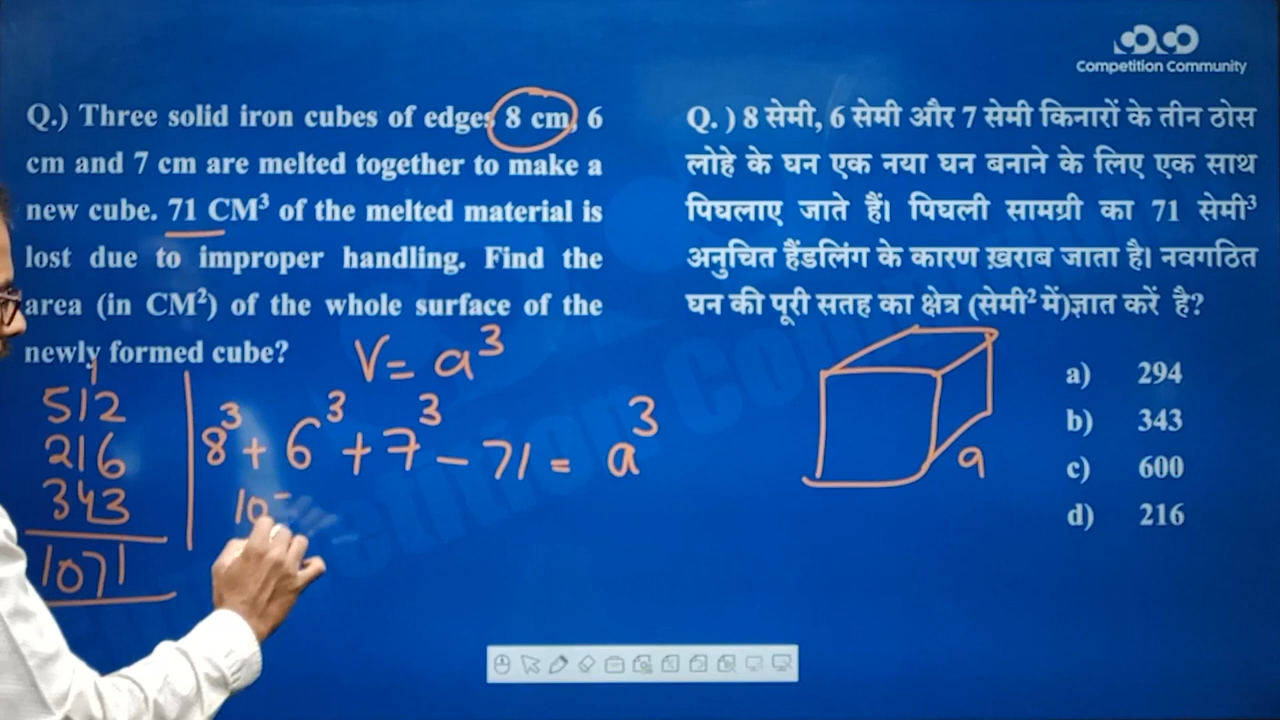 Competition Community
Q.) Three solid iron cubes of edges 8 cm, 6
cm and 7 cm are melted together to make a
new cube. 71 CM³ of the melted material is
lost due to improper handling. Find the
area (in CM²) of the whole surface of the
newly formed cube?
Q. ) 8 सेमी, 6 सेमी और 7 सेमी किनारों के तीन ठोस
लोहे के घन एक नया घन बनाने के लिए एक साथ
पिघलाए जाते हैं। पिघली सामग्री का 71 सेमी³
अनुचित हैंडलिंग के कारण ख़राब जाता है। नवगठित
घन की पूरी सतह का क्षेत्र (सेमी² में)ज्ञात करें है?
a) 294
b) 343
c) 600
d) 216
V = a³
1
512
216
343
1071
8³ + 6³ + 7³ - 71 = a³
10
a